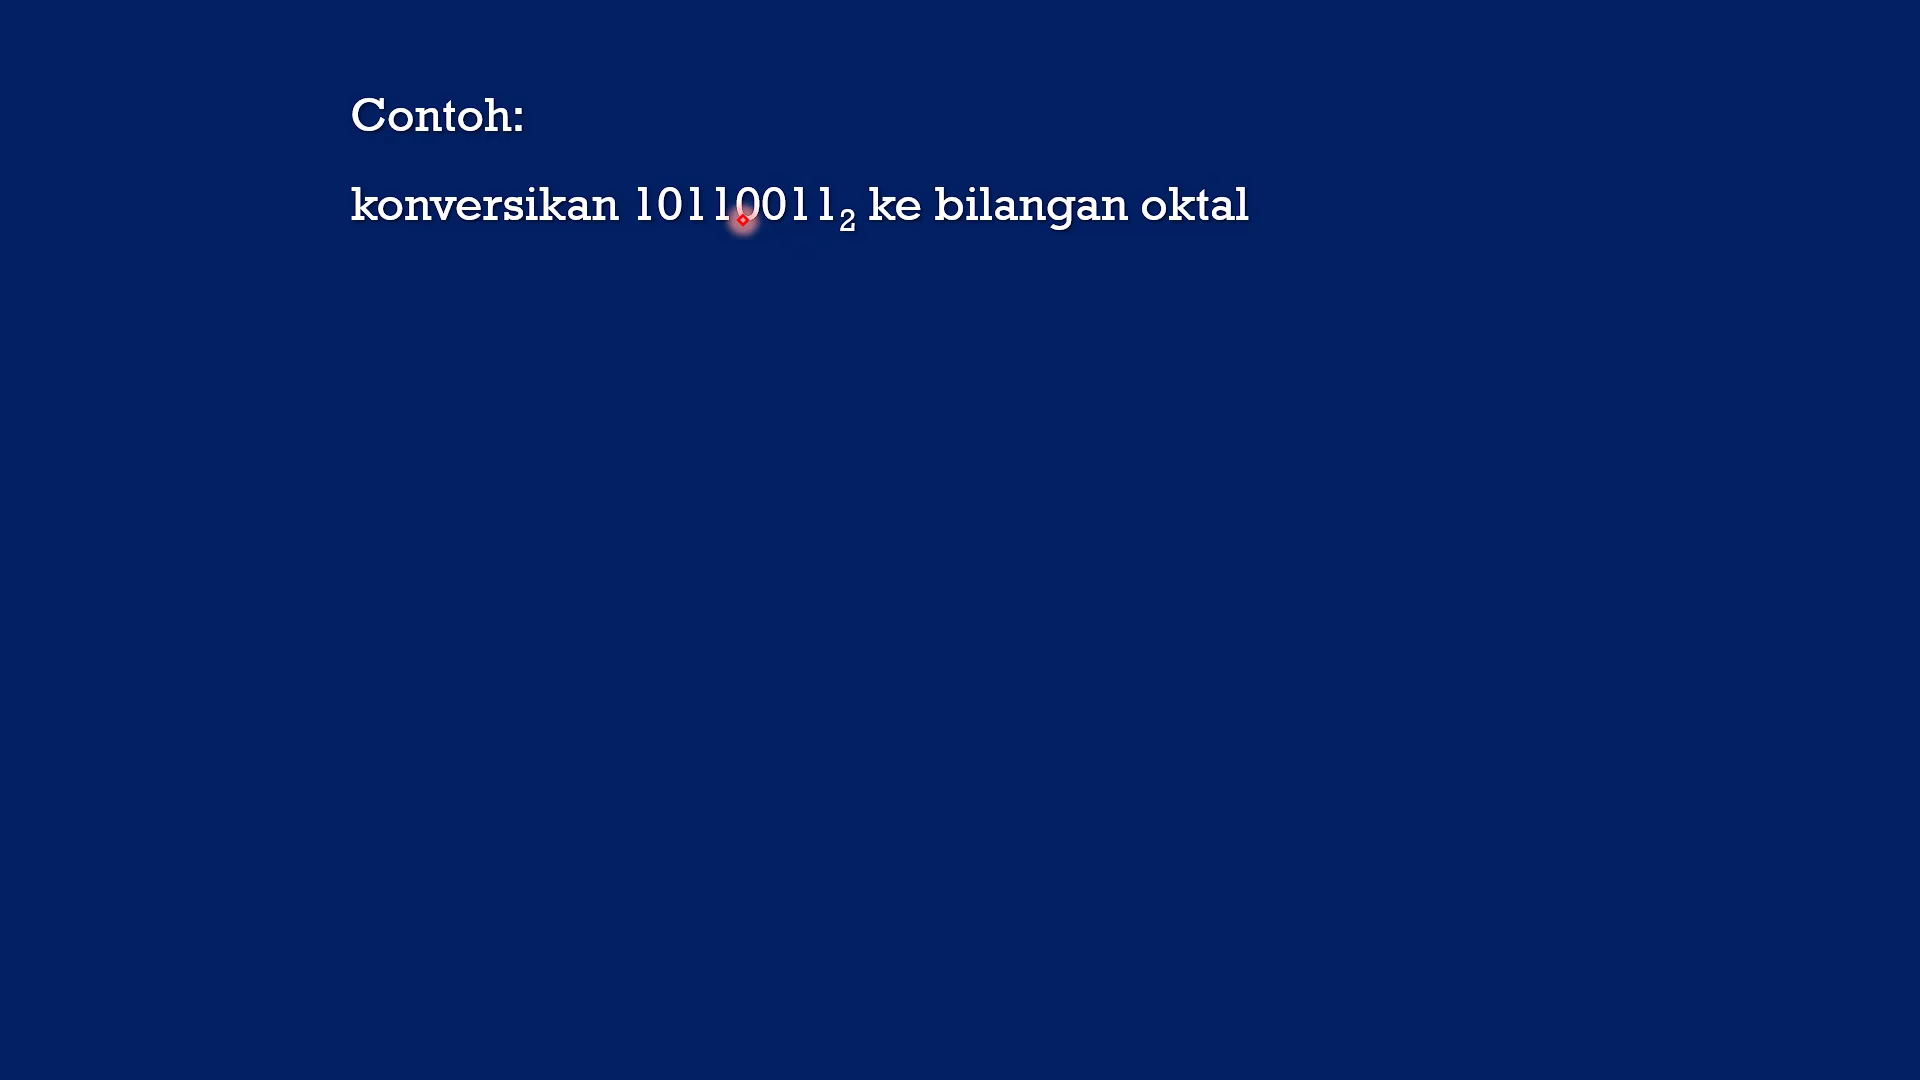 Contoh:
konversikan 10110011₂ ke bilangan oktal